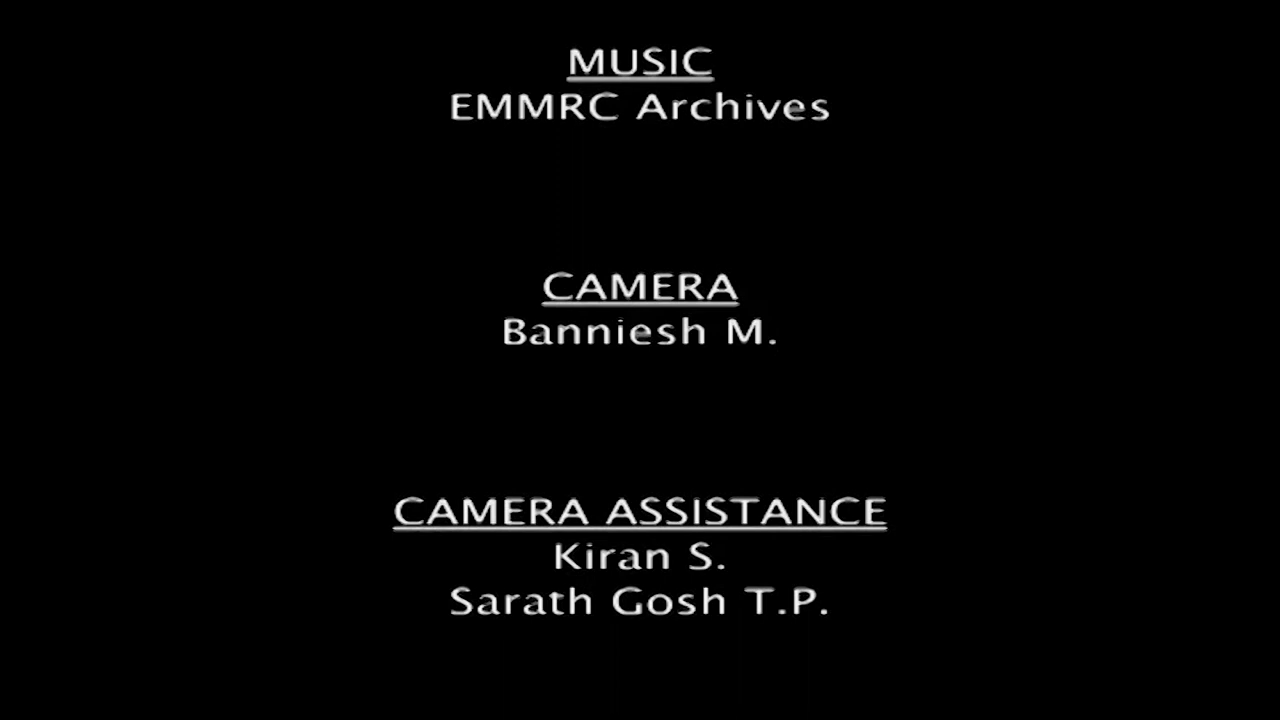 MUSIC
EMMRC Archives
CAMERA
Banniesh M.
CAMERA ASSISTANCE
Kiran S.
Sarath Gosh T.P.